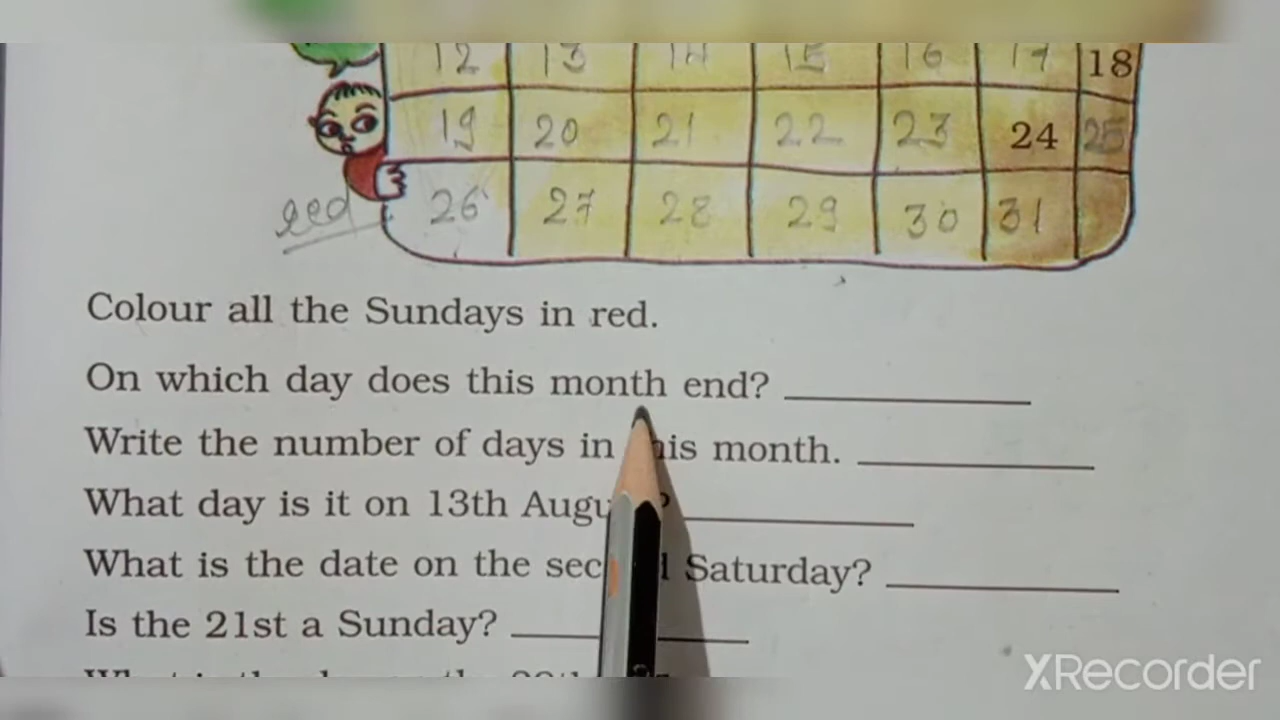 12 13 14 15 16 17 18
19 20 21 22 23 24 25
26 27 28 29 30 31
red
Colour all the Sundays in red.
On which day does this month end?
Write the number of days in this month.
What day is it on 13th August?
What is the date on the second Saturday?
Is the 21st a Sunday?
XRecorder